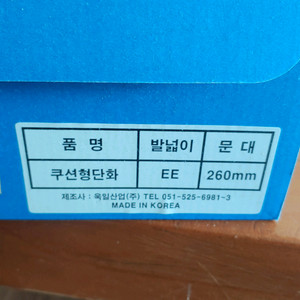 품 명 발넓이 문 대
쿠션형단화 EE 260mm
제조사 : 욱일산업(주) TEL 051-525-6981~3
MADE IN KOREA